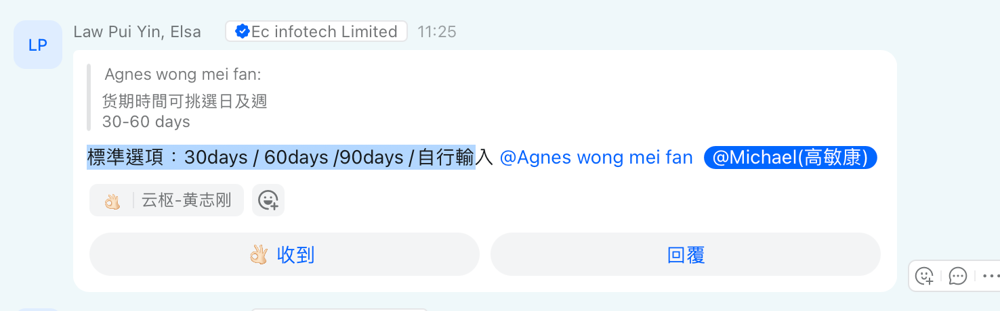 LP
Law Pui Yin, Elsa Ec infotech Limited 11:25
Agnes wong mei fan:
货期時間可挑選日及週
30-60 days
標準選項：30days / 60days /90days /自行輸入 @Agnes wong mei fan @Michael(高敏康)
👌🏻 云枢-黄志刚
👌🏻 收到
回覆